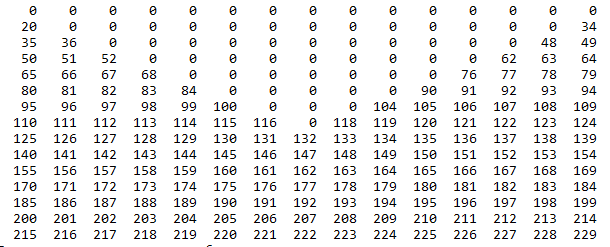 0 0 0 0 0 0 0 0 0 0 0 0 0 0 0
20 0 0 0 0 0 0 0 0 0 0 0 0 0 34
35 36 0 0 0 0 0 0 0 0 0 0 0 48 49
50 51 52 0 0 0 0 0 0 0 0 0 62 63 64
65 66 67 68 0 0 0 0 0 0 0 76 77 78 79
80 81 82 83 84 0 0 0 0 0 90 91 92 93 94
95 96 97 98 99 100 0 0 0 104 105 106 107 108 109
110 111 112 113 114 115 116 0 118 119 120 121 122 123 124
125 126 127 128 129 130 131 132 133 134 135 136 137 138 139
140 141 142 143 144 145 146 147 148 149 150 151 152 153 154
155 156 157 158 159 160 161 162 163 164 165 166 167 168 169
170 171 172 173 174 175 176 177 178 179 180 181 182 183 184
185 186 187 188 189 190 191 192 193 194 195 196 197 198 199
200 201 202 203 204 205 206 207 208 209 210 211 212 213 214
215 216 217 218 219 220 221 222 223 224 225 226 227 228 229